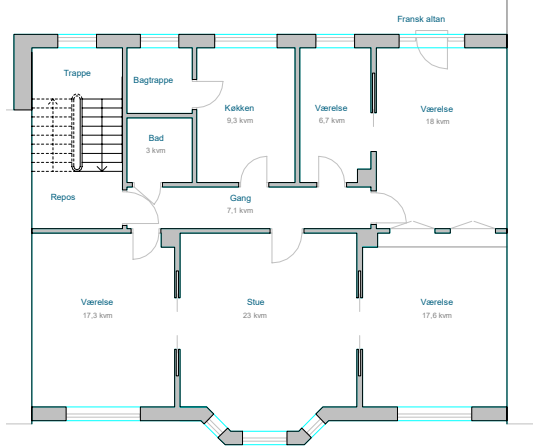 Fransk altan
Trappe
Bagtrappe
Køkken
9,3 kvm
Værelse
6,7 kvm
Værelse
18 kvm
Bad
3 kvm
Repos
Gang
7,1 kvm
Værelse
17,3 kvm
Stue
23 kvm
Værelse
17,6 kvm